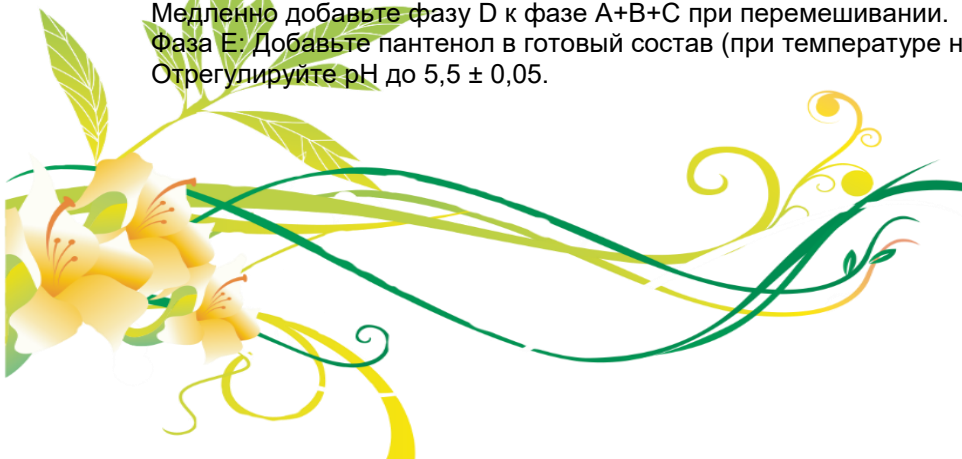 Медленно добавьте фазу D к фазе A+B+C при перемешивании.
Фаза E: Добавьте пантенол в готовый состав (при температуре н
Отрегулируйте pH до 5,5 ± 0,05.